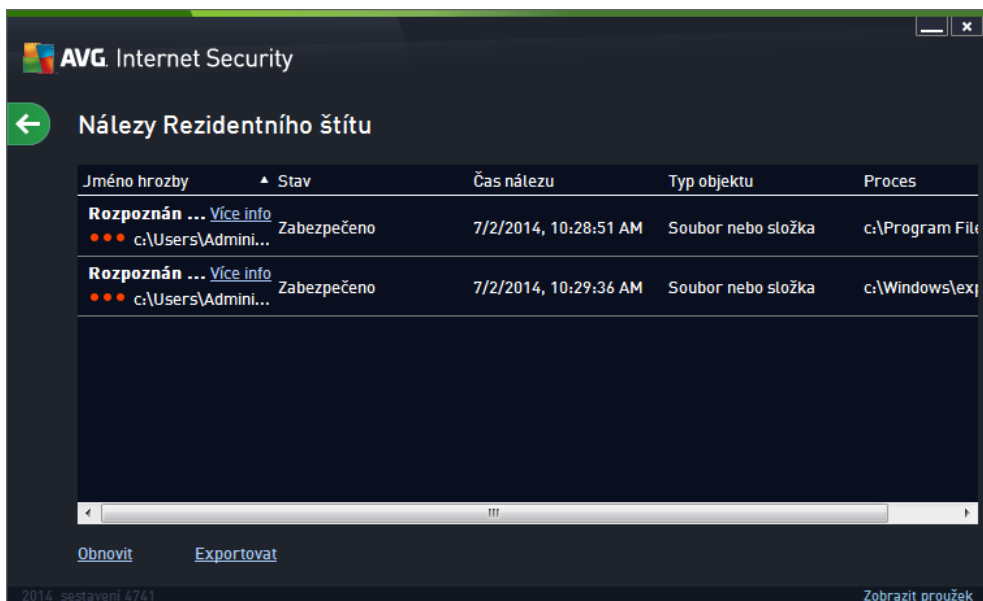 AVG. Internet Security
Nálezy Rezidentního štítu
Jméno hrozby Stav Čas nálezu Typ objektu Proces
Rozpoznán ... Více info
c:\Users\Admini... Zabezpečeno 7/2/2014, 10:28:51 AM Soubor nebo složka c:\Program File
Rozpoznán ... Více info
c:\Users\Admini... Zabezpečeno 7/2/2014, 10:29:36 AM Soubor nebo složka c:\Windows\exp
Obnovit Exportovat
2014 sestavení 4741 Zobrazit proužek